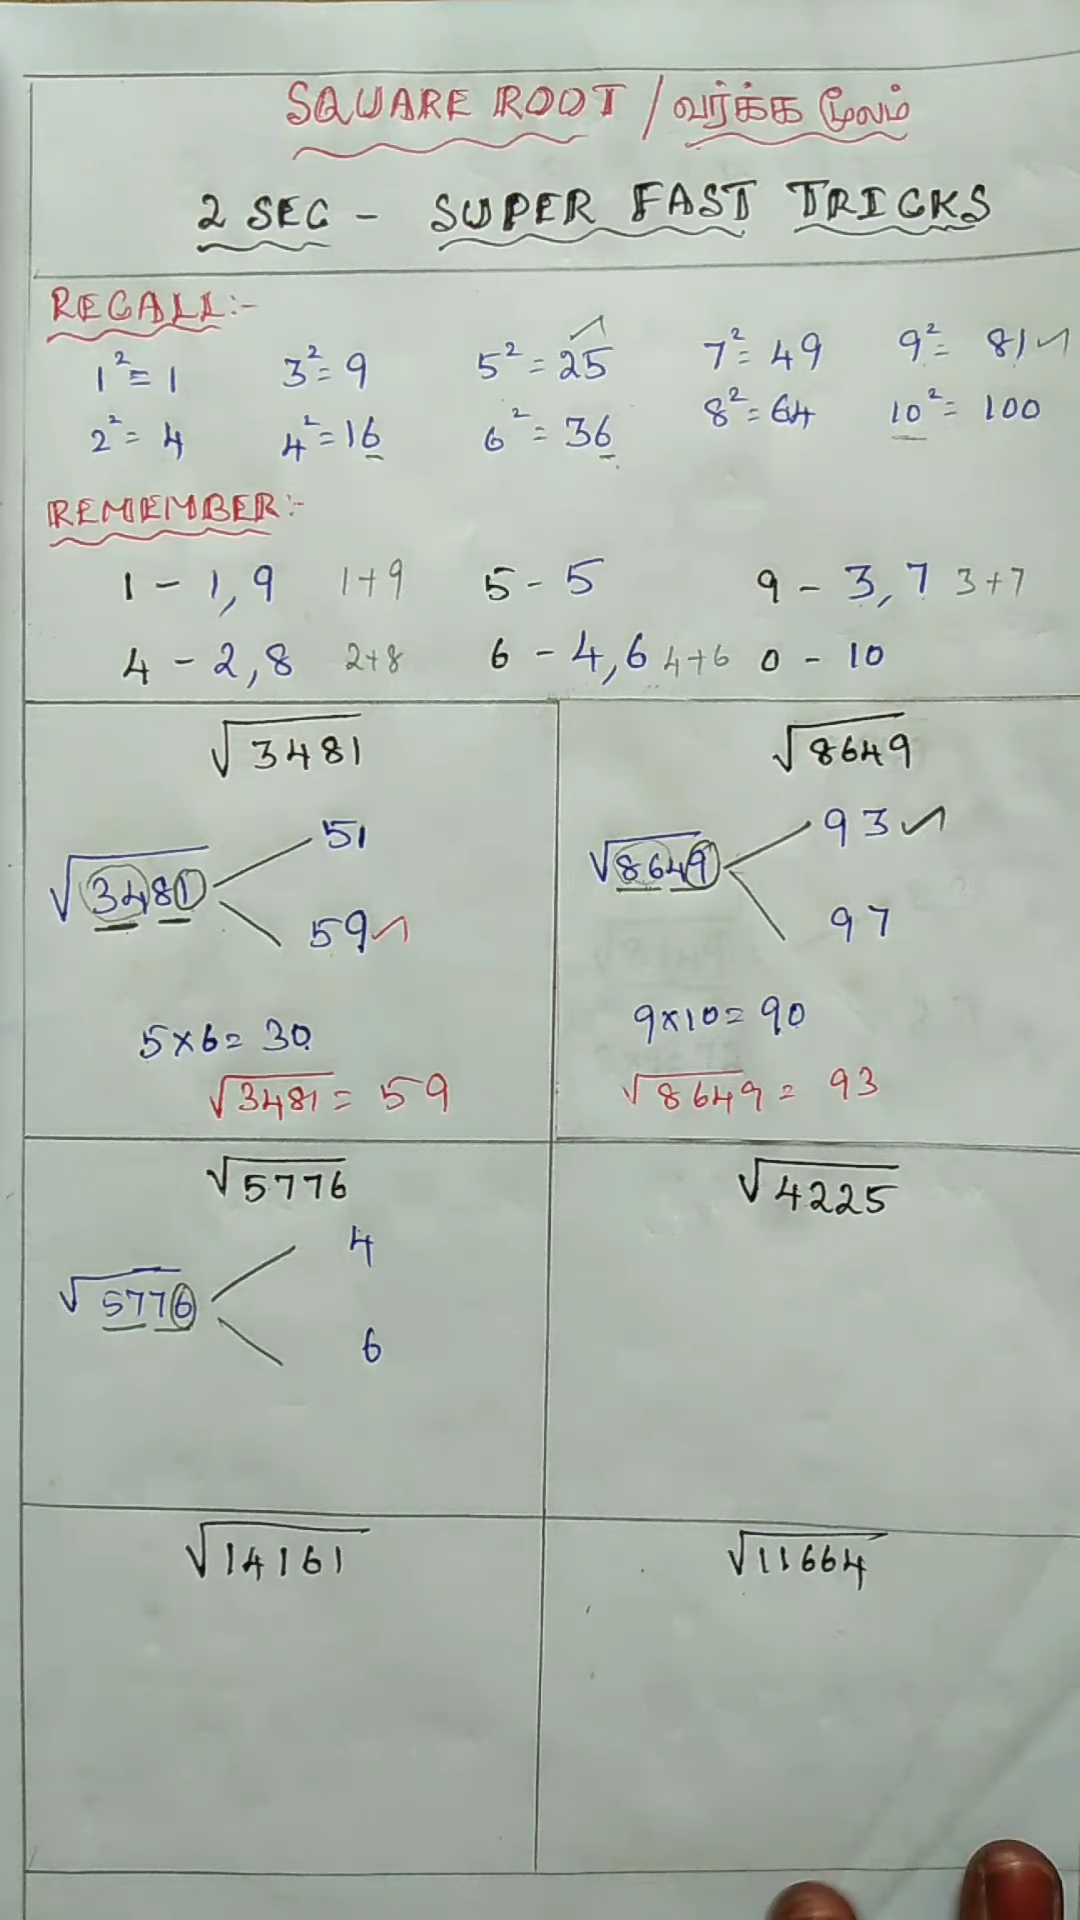 SQUARE ROOT / வர்க்க மூலம்
2 SEC - SUPER FAST TRICKS
RECALL:-
1² = 1 3² = 9 5² = 25 7² = 49 9² = 81
2² = 4 4² = 16 6² = 36 8² = 64 10² = 100
REMEMBER:-
1 - 1, 9 1+9 5 - 5 9 - 3, 7 3+7
4 - 2, 8 2+8 6 - 4, 6 4+6 0 - 10
√3481
√3481
51
59
5×6= 30
√3481 = 59
√8649
√8649
93
97
9×10= 90
√8649 = 93
√5776
√5776
4
6
√4225
√14161
√11664